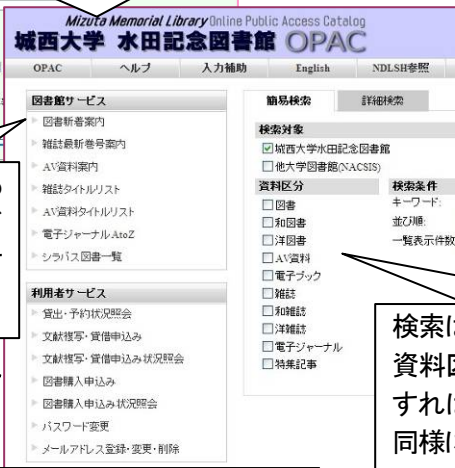 Mizuta Memorial Library Online Public Access Catalog
城西大学 水田記念図書館 OPAC
OPAC ヘルプ 入力補助 English NDLSH参照
図書館サービス
図書新着案内
雑誌最新巻号案内
AV資料案内
雑誌タイトルリスト
AV資料タイトルリスト
電子ジャーナルAtoZ
シラバス図書一覧
利用者サービス
貸出・予約状況照会
文献複写・貸借申込み
文献複写・貸借申込み状況照会
図書購入申込み
図書購入申込み状況照会
パスワード変更
メールアドレス登録・変更・削除
簡易検索 詳細検索
検索対象
城西大学水田記念図書館
他大学図書館(NACSIS)
資料区分 検索条件
図書 キーワード:
和図書 並び順:
洋図書 一覧表示件数
AV資料
電子ブック
雑誌
和雑誌
洋雑誌
電子ジャーナル
特集記事
検索に
資料区
すれば
同様に